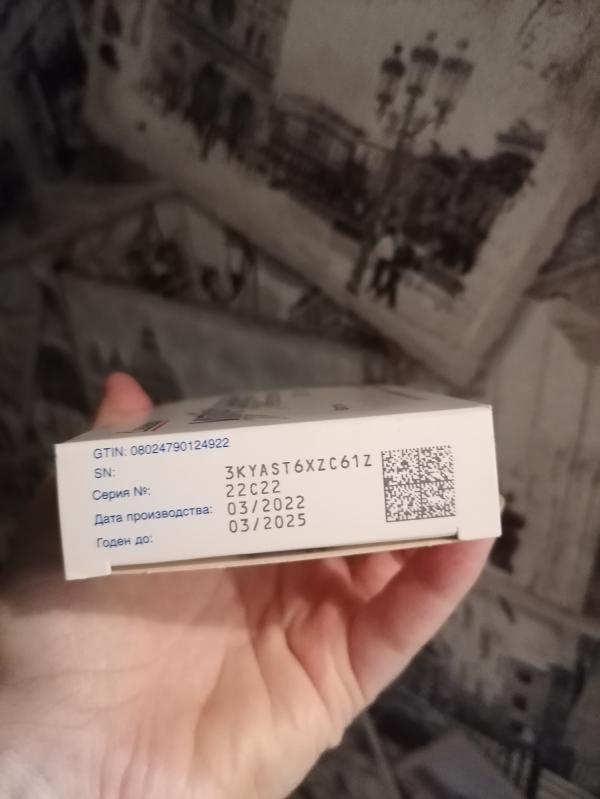 GTIN: 08024790124922
SN: 3KYAST6XZC61Z
Серия №: 22C22
Дата производства: 03/2022
Годен до: 03/2025